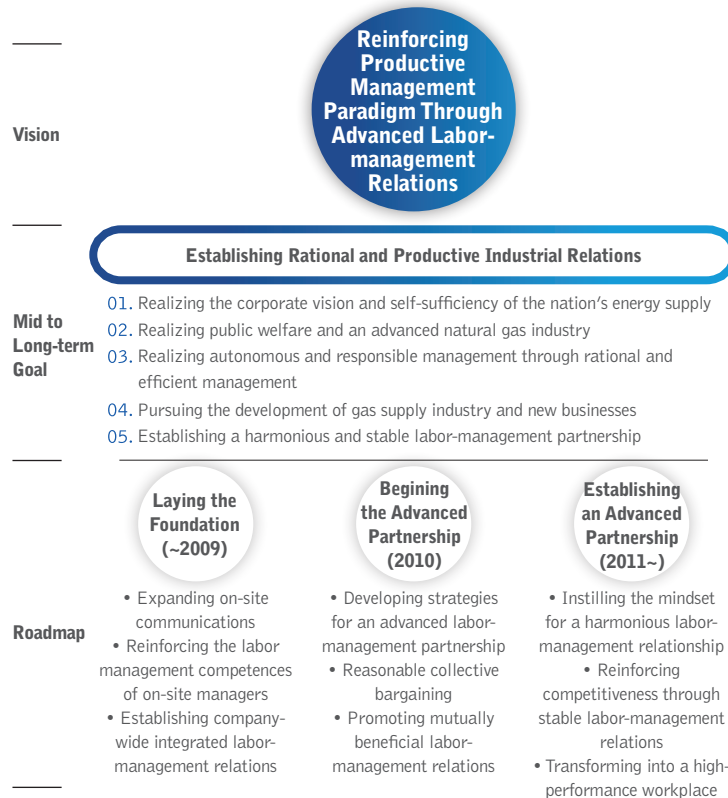 Vision
Reinforcing
Productive
Management
Paradigm Through
Advanced Labor-
management
Relations
Mid to
Long-term
Goal
Establishing Rational and Productive Industrial Relations
01. Realizing the corporate vision and self-sufficiency of the nation's energy supply
02. Realizing public welfare and an advanced natural gas industry
03. Realizing autonomous and responsible management through rational and
efficient management
04. Pursuing the development of gas supply industry and new businesses
05. Establishing a harmonious and stable labor-management partnership
Roadmap
Laying the
Foundation
(~2009)
• Expanding on-site
communications
• Reinforcing the labor
management competences
of on-site managers
• Establishing company-
wide integrated labor-
management relations
Begining
the Advanced
Partnership
(2010)
• Developing strategies
for an advanced labor-
management partnership
• Reasonable collective
bargaining
• Promoting mutually
beneficial labor-
management relations
Establishing
an Advanced
Partnership
(2011~)
• Instilling the mindset
for a harmonious labor-
management relationship
• Reinforcing
competitiveness through
stable labor-management
relations
• Transforming into a high-
performance workplace